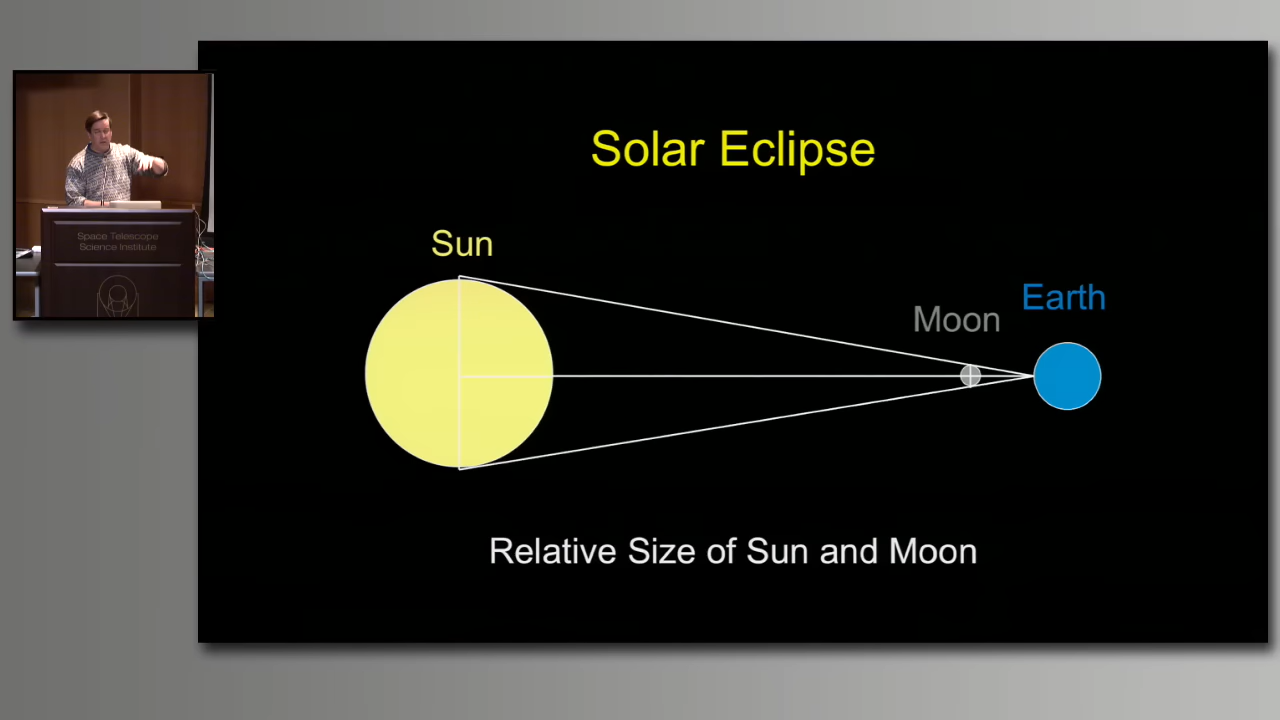 Solar Eclipse
Sun
Earth
Moon
Relative Size of Sun and Moon
Space Telescope
Science Institute